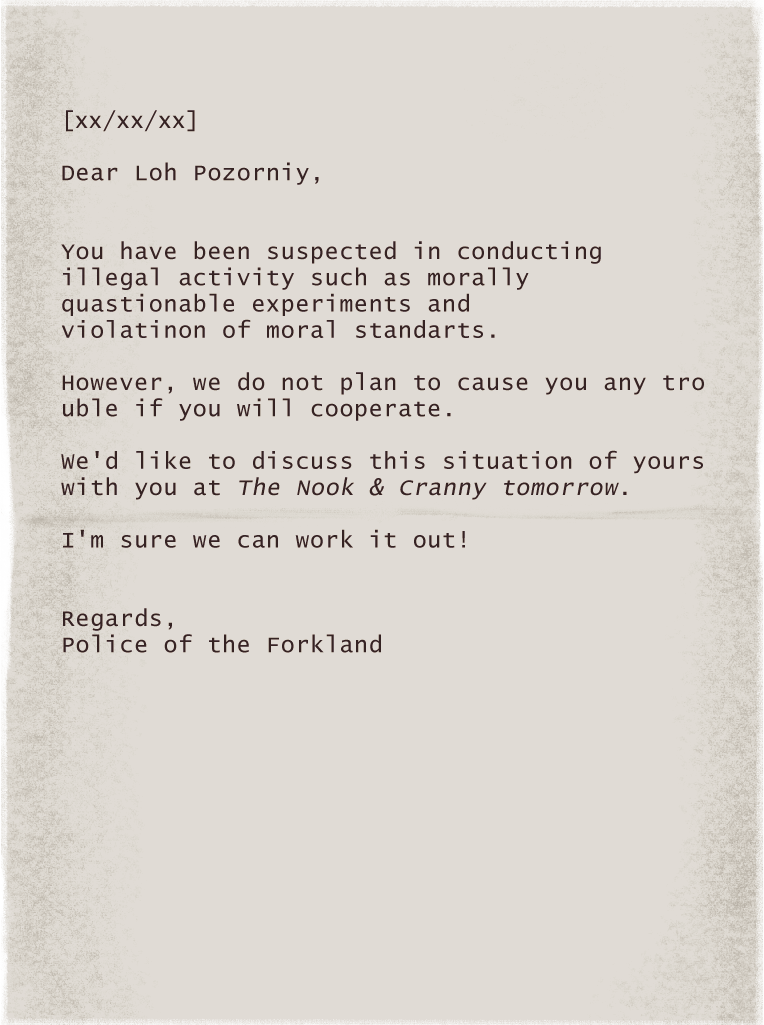 [xx/xx/xx]
Dear Loh Pozorniy,
You have been suspected in conducting
illegal activity such as morally
quastionable experiments and
violatinon of moral standarts.
However, we do not plan to cause you any tro
uble if you will cooperate.
We'd like to discuss this situation of yours
with you at The Nook & Cranny tomorrow.
I'm sure we can work it out!
Regards,
Police of the Forkland